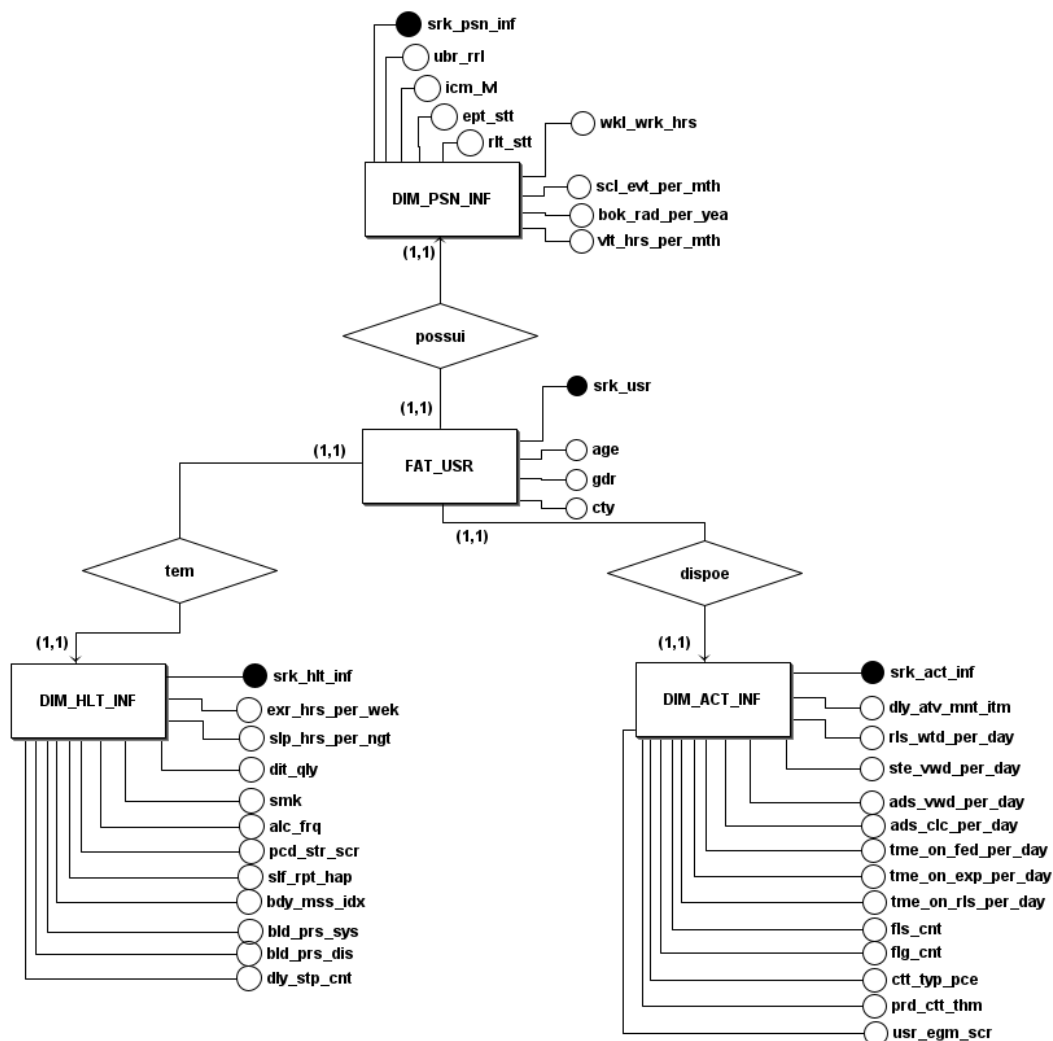 srk_psn_inf
ubr_rrl
icm_lvl
ept_stt
rlt_stt
wkl_wrk_hrs
scl_evt_per_mth
bok_rad_per_yea
vlt_hrs_per_mth
DIM_PSN_INF
(1,1)
possui
(1,1)
srk_usr
age
gdr
cty
FAT_USR
(1,1)
(1,1)
tem
dispoe
(1,1)
(1,1)
DIM_HLT_INF
srk_hlt_inf
exr_hrs_per_wek
slp_hrs_per_ngt
dit_qly
smk
alc_frq
pcd_str_scr
slf_rpt_hap
bdy_mss_idx
bld_prs_sys
bld_prs_dis
dly_stp_cnt
DIM_ACT_INF
srk_act_inf
dly_atv_mnt_itm
rls_wtd_per_day
ste_vwd_per_day
ads_vwd_per_day
ads_clc_per_day
tme_on_fed_per_day
tme_on_exp_per_day
tme_on_rls_per_day
fls_cnt
flg_cnt
ctt_typ_pce
prd_ctt_thm
usr_egm_scr